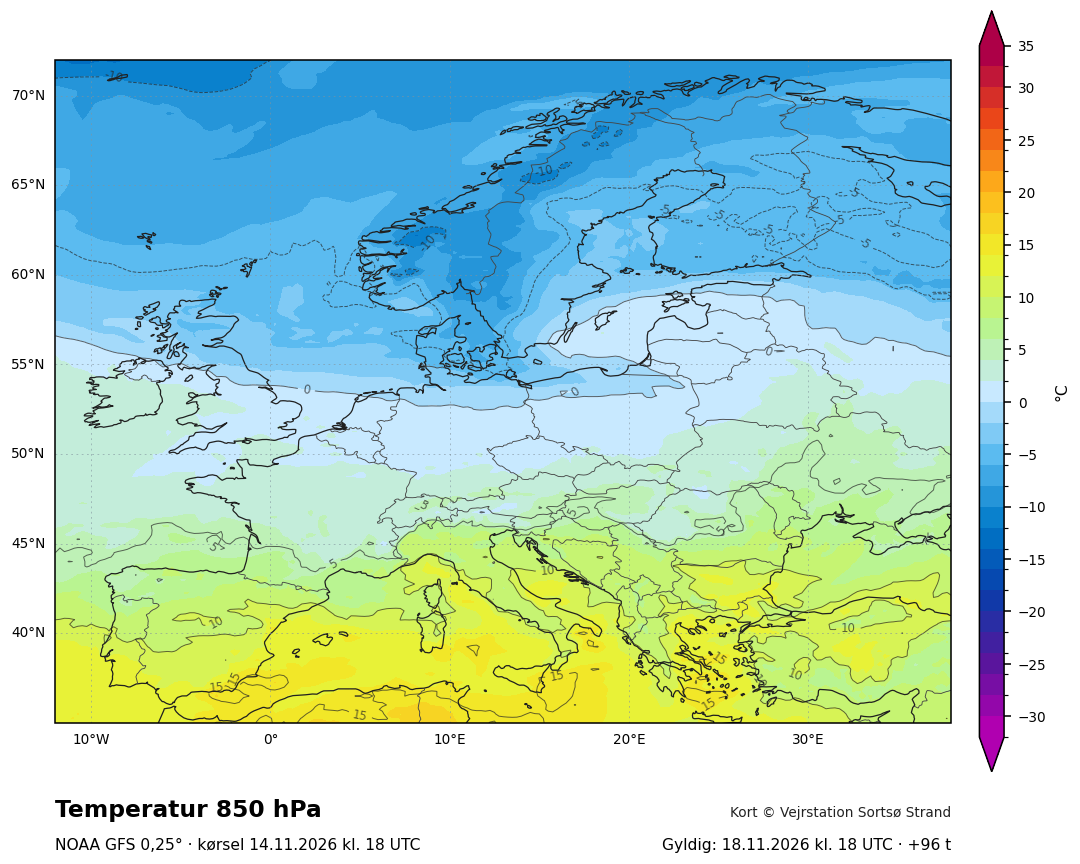 70°N
65°N
60°N
55°N
50°N
45°N
40°N
10°W 0° 10°E 20°E 30°E
35
30
25
20
15
10
5
0
−5
−10
−15
−20
−25
−30
°C
Temperatur 850 hPa
Kort © Vejrstation Sortsø Strand
NOAA GFS 0,25° · kørsel 14.11.2026 kl. 18 UTC
Gyldig: 18.11.2026 kl. 18 UTC · +96 t